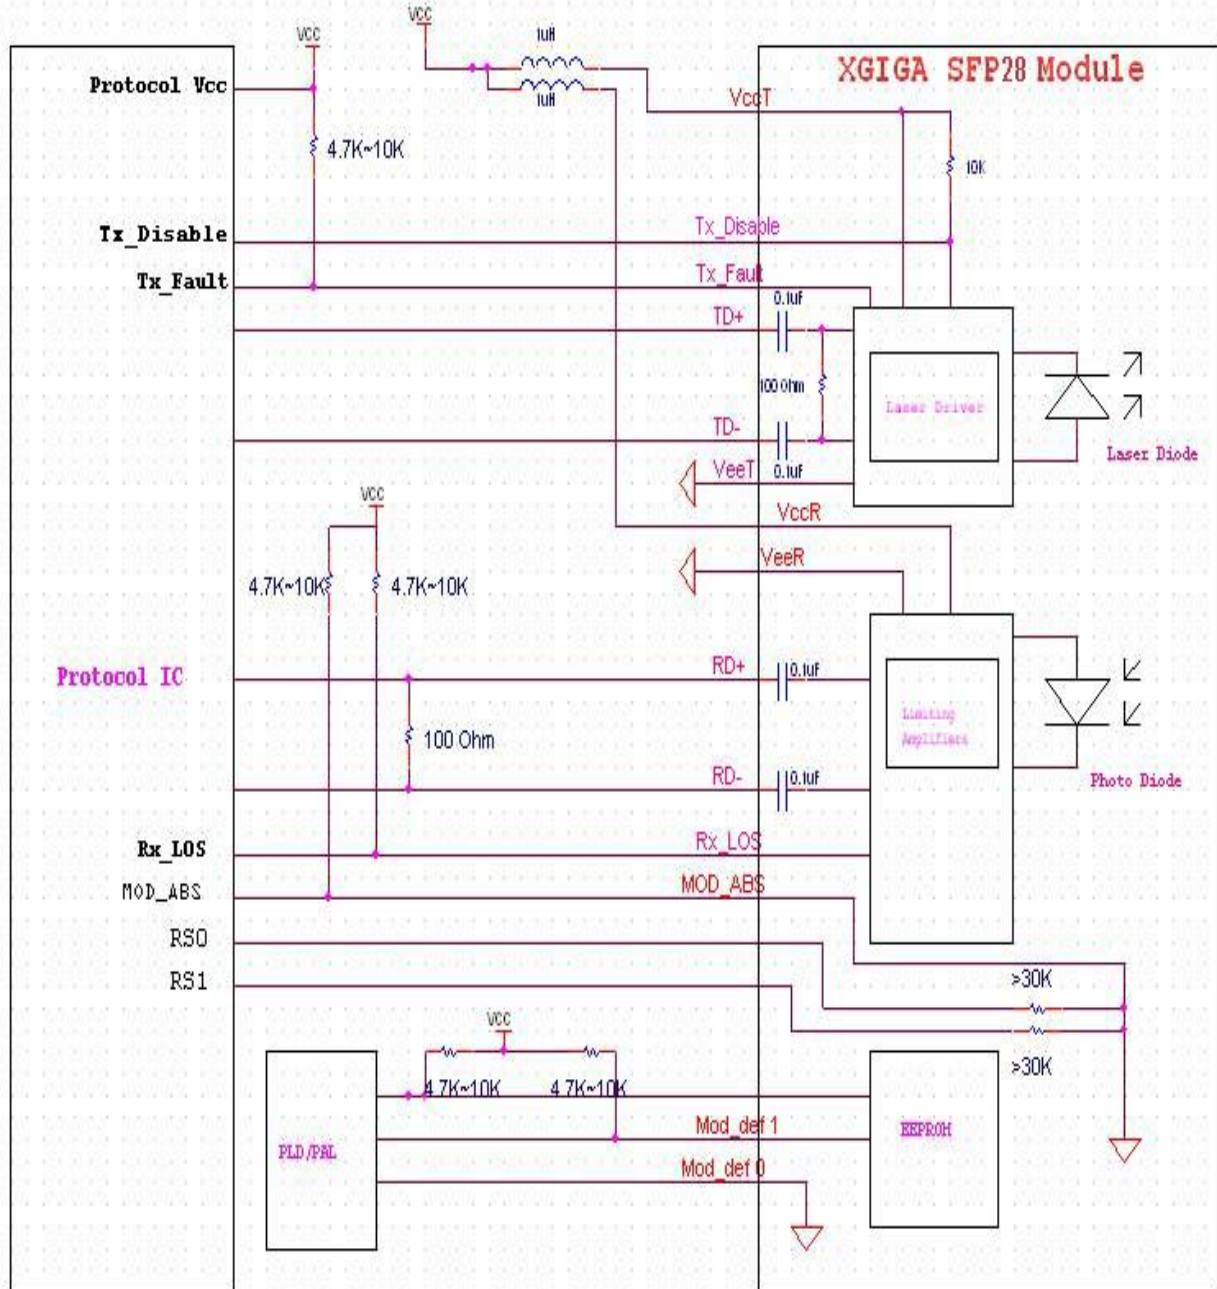 VCC
VCC
1uH
1uH
XGIGA SFP28 Module
Protocol Vcc
VccT
4.7K~10K
10K
Tx_Disable
Tx_Disable
Tx_Fault
Tx_Fault
0.1uf
TD+
100 Ohm
Laser Driver
TD-
Laser Diode
VeeT
0.1uf
VCC
VccR
VeeR
4.7K~10K
4.7K~10K
Protocol IC
RD+
0.1uf
Limiting
Amplifiers
100 Ohm
RD-
0.1uf
Photo Diode
Rx_LOS
Rx_LOS
MOD_ABS
MOD_ABS
RS0
RS1
>30K
VCC
>30K
4.7K~10K
4.7K~10K
Mod_def 1
EEPROM
PLD/PAL
Mod_def 0